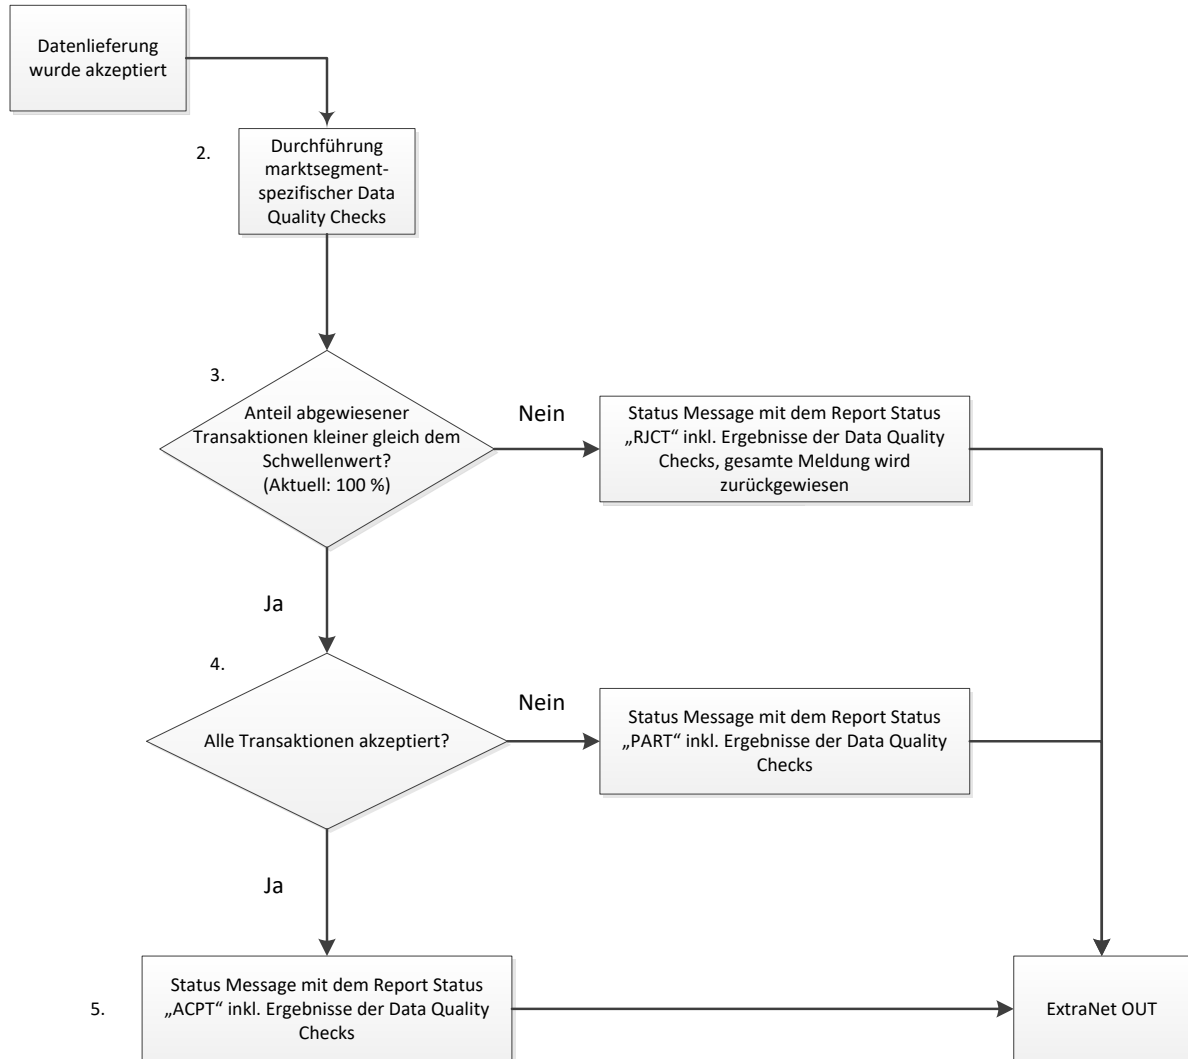 Datenlieferung
wurde akzeptiert
2.
Durchführung
marktsegment-
spezifischer Data
Quality Checks
3.
Anteil abgewiesener
Transaktionen kleiner gleich dem
Schwellenwert?
(Aktuell: 100 %)
Nein
Status Message mit dem Report Status
„RJCT“ inkl. Ergebnisse der Data Quality
Checks, gesamte Meldung wird
zurückgewiesen
Ja
4.
Alle Transaktionen akzeptiert?
Nein
Status Message mit dem Report Status
„PART“ inkl. Ergebnisse der Data Quality
Checks
Ja
5.
Status Message mit dem Report Status
„ACPT“ inkl. Ergebnisse der Data Quality
Checks
ExtraNet OUT